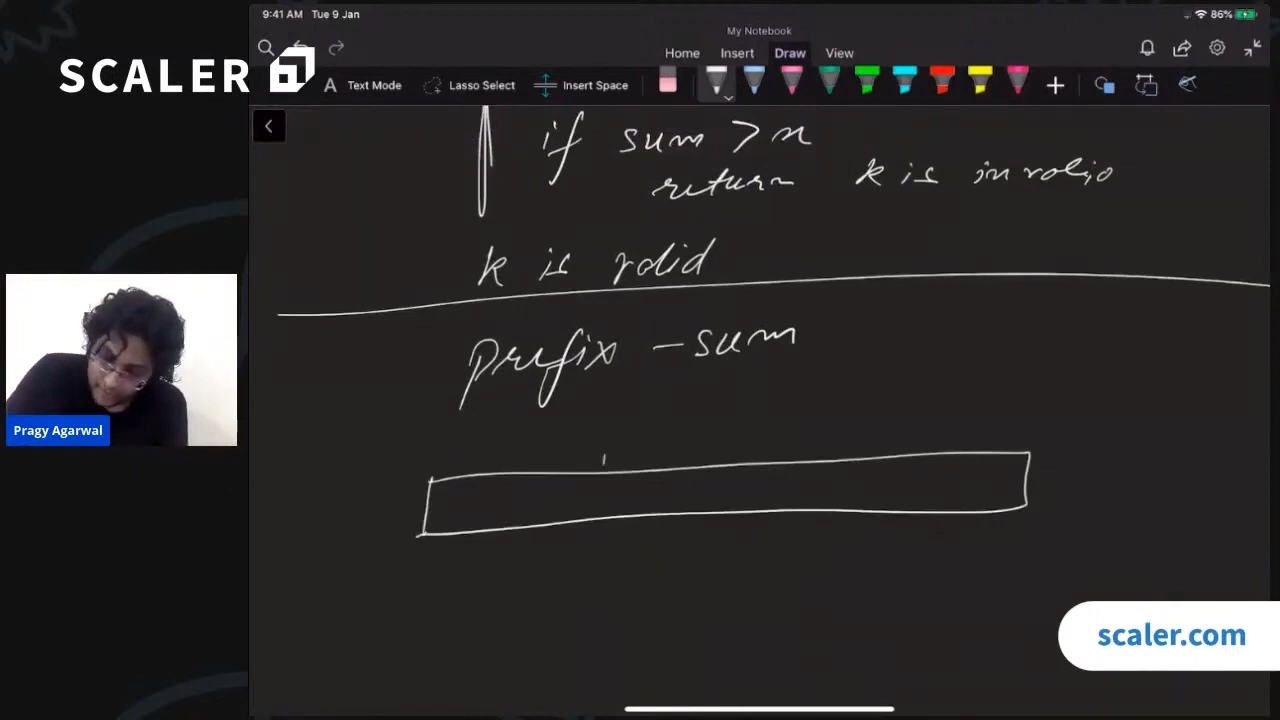 9:41 AM Tue 9 Jan
86%
My Notebook
SCALER
Home Insert Draw View
Text Mode Lasso Select Insert Space
if sum > x
return k is invalid
k is valid
prefix - sum
Pragy Agarwal
scaler.com